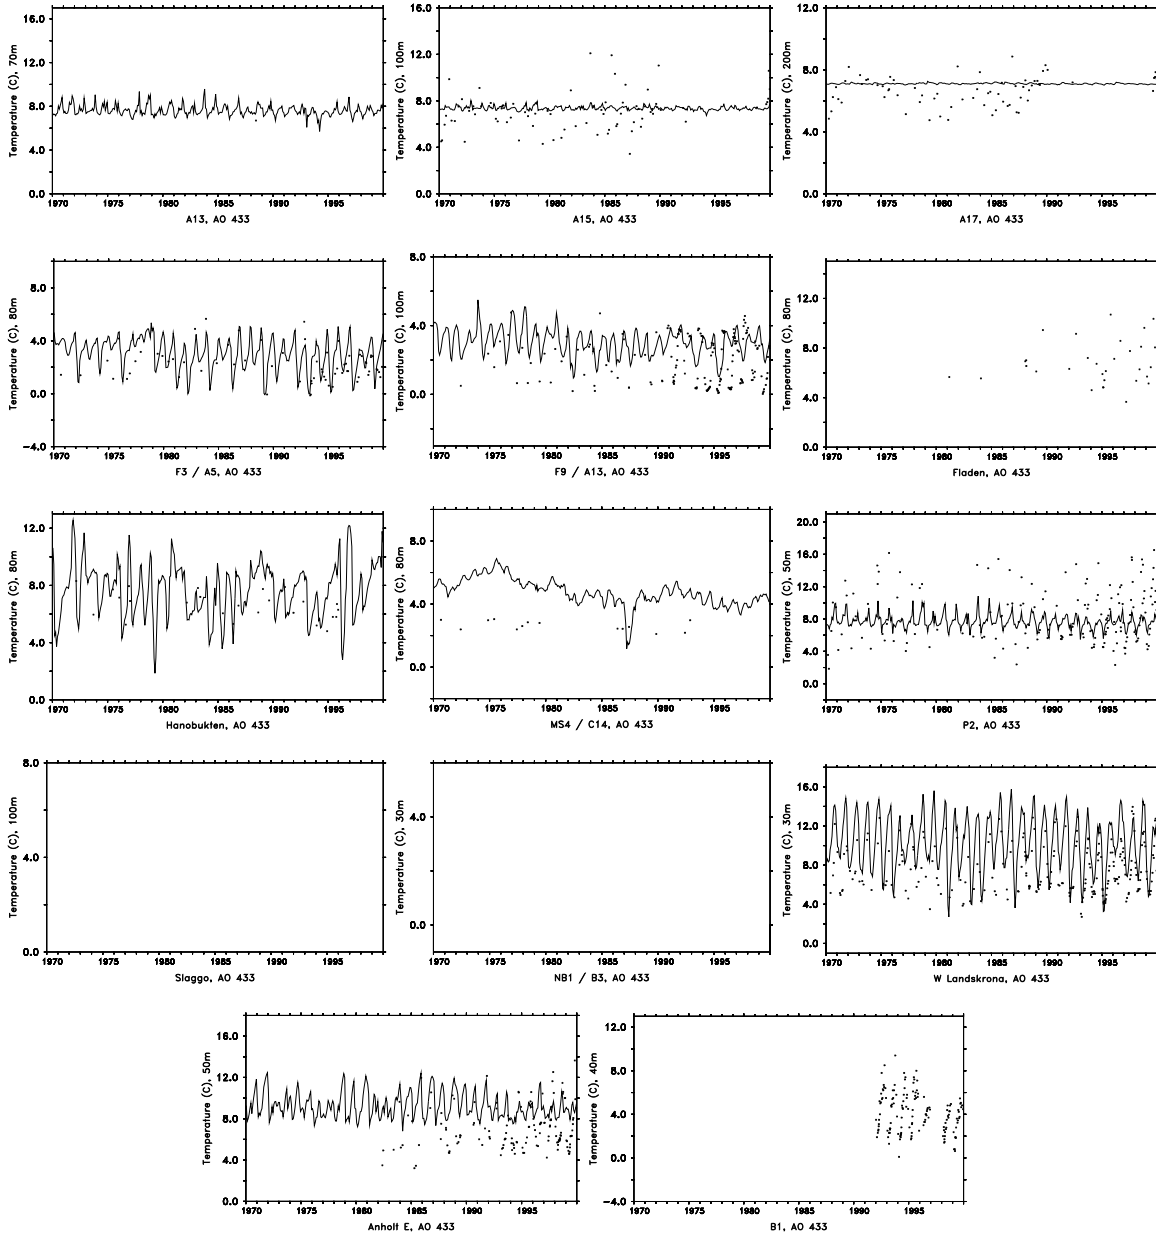 Temperature (C), 70m
16.0
12.0
8.0
4.0
0.0
1970 1975 1980 1985 1990 1995
A13, AO 433
Temperature (C), 100m
16.0
12.0
8.0
4.0
0.0
1970 1975 1980 1985 1990 1995
A15, AO 433
Temperature (C), 200m
12.0
8.0
4.0
0.0
1970 1975 1980 1985 1990 1995
A17, AO 433
Temperature (C), 80m
8.0
4.0
0.0
-4.0
1970 1975 1980 1985 1990 1995
F3 / A5, AO 433
Temperature (C), 100m
8.0
4.0
0.0
1970 1975 1980 1985 1990 1995
F9 / A13, AO 433
Temperature (C), 80m
12.0
8.0
4.0
0.0
1970 1975 1980 1985 1990 1995
Fladen, AO 433
Temperature (C), 80m
12.0
8.0
4.0
0.0
1970 1975 1980 1985 1990 1995
Hanobukten, AO 433
Temperature (C), 80m
8.0
4.0
0.0
1970 1975 1980 1985 1990 1995
MS4 / C14, AO 433
Temperature (C), 50m
20.0
16.0
12.0
8.0
4.0
0.0
1970 1975 1980 1985 1990 1995
P2, AO 433
Temperature (C), 100m
8.0
4.0
0.0
1970 1975 1980 1985 1990 1995
Slaggo, AO 433
Temperature (C), 30m
4.0
0.0
1970 1975 1980 1985 1990 1995
NB1 / B3, AO 433
Temperature (C), 30m
16.0
12.0
8.0
4.0
0.0
1970 1975 1980 1985 1990 1995
W Landskrona, AO 433
Temperature (C), 50m
16.0
12.0
8.0
4.0
0.0
1970 1975 1980 1985 1990 1995
Anholt E, AO 433
Temperature (C), 40m
12.0
8.0
4.0
0.0
-4.0
1970 1975 1980 1985 1990 1995
B1, AO 433